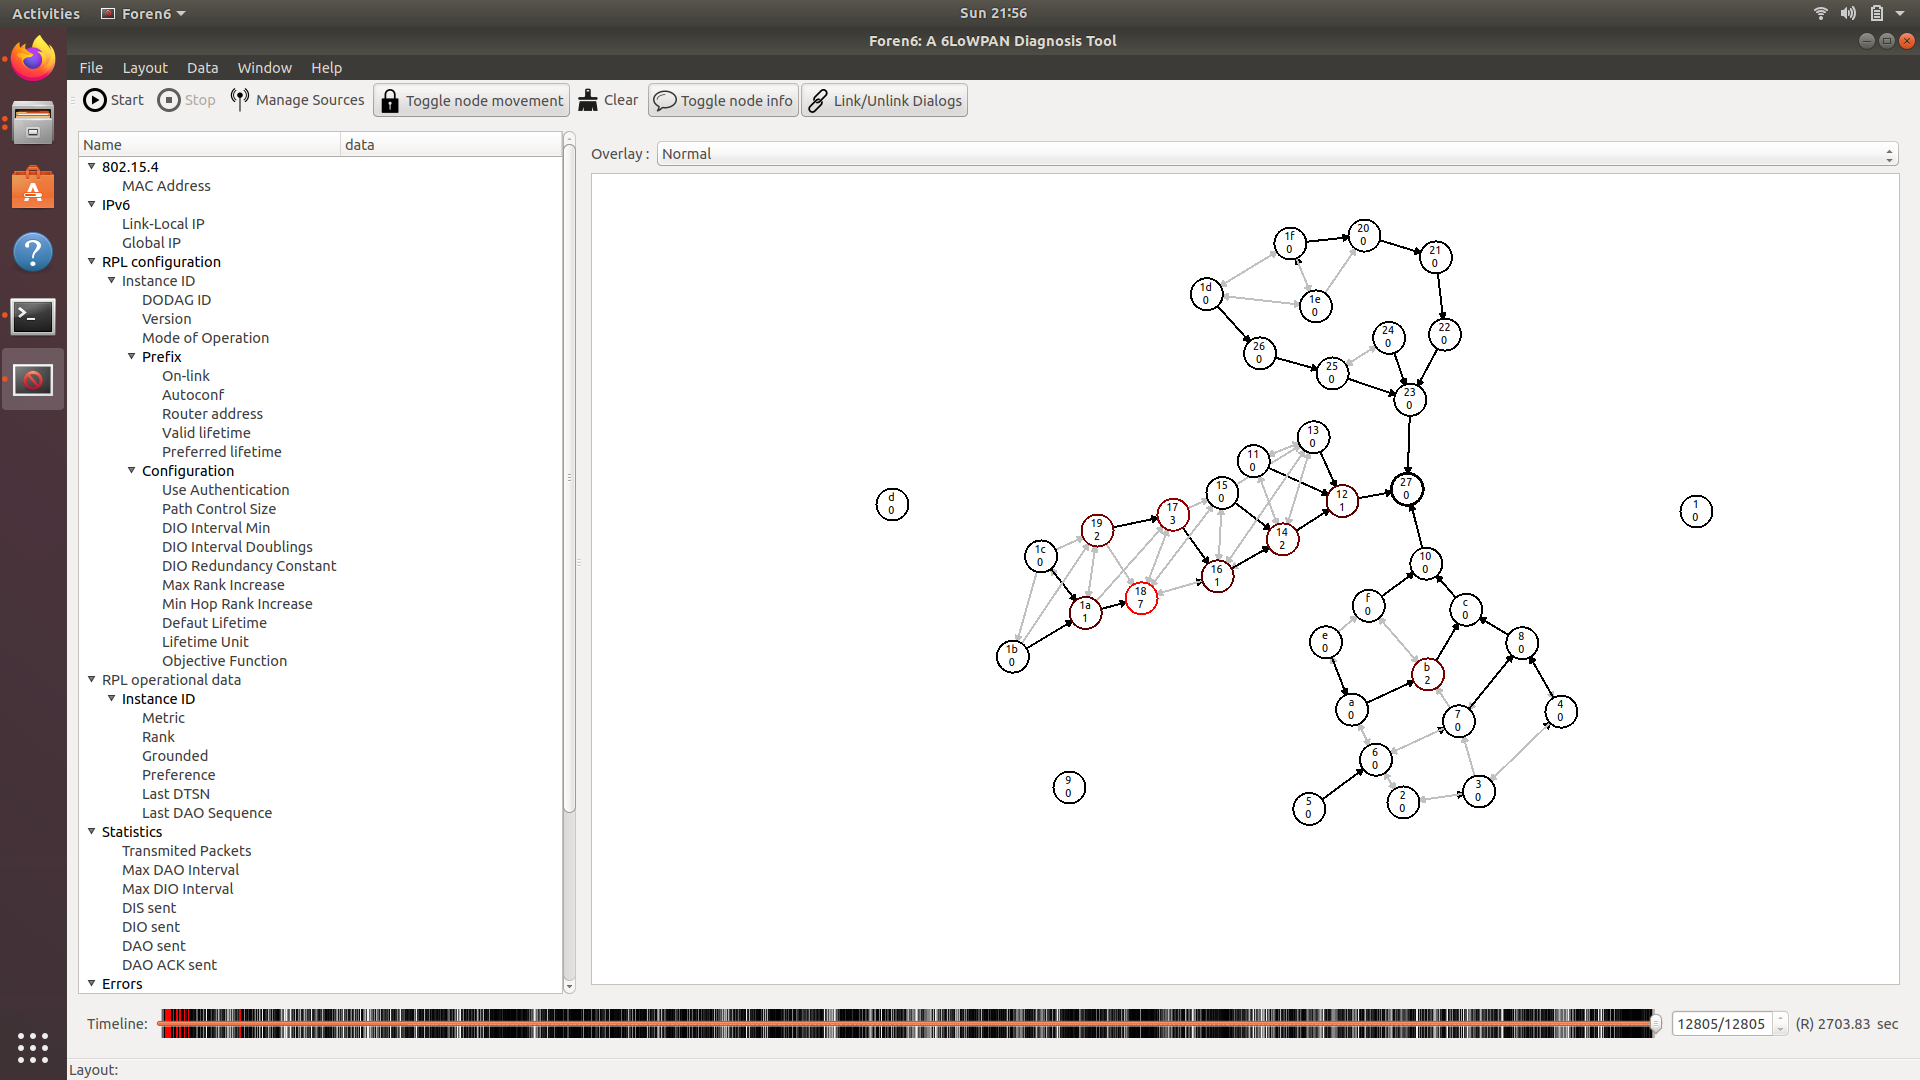 Activities Foren6 Sun 21:56
Foren6: A 6LoWPAN Diagnosis Tool
File Layout Data Window Help
Start Stop Manage Sources Toggle node movement Clear Toggle node info Link/Unlink Dialogs
Name data
802.15.4
MAC Address
IPv6
Link-Local IP
Global IP
RPL configuration
Instance ID
DODAG ID
Version
Mode of Operation
Prefix
On-link
Autoconf
Router address
Valid lifetime
Preferred lifetime
Configuration
Use Authentication
Path Control Size
DIO Interval Min
DIO Interval Doublings
DIO Redundancy Constant
Max Rank Increase
Min Hop Rank Increase
Defaut Lifetime
Lifetime Unit
Objective Function
RPL operational data
Instance ID
Metric
Rank
Grounded
Preference
Last DTSN
Last DAO Sequence
Statistics
Transmited Packets
Max DAO Interval
Max DIO Interval
DIS sent
DIO sent
DAO sent
DAO ACK sent
Errors
Overlay : Normal
20
0
1f
0
21
0
1d
0
1e
0
24
0
22
0
26
0
25
0
23
0
13
0
11
0
27
0
15
0
12
1
d
0
1
0
17
3
19
2
14
2
1c
0
10
0
16
1
18
7
f
0
c
0
1a
1
e
0
8
0
1b
0
b
2
a
0
4
0
7
0
6
0
9
0
3
0
2
0
5
0
Timeline: 12805/12805 (R) 2703.83 sec
Layout: